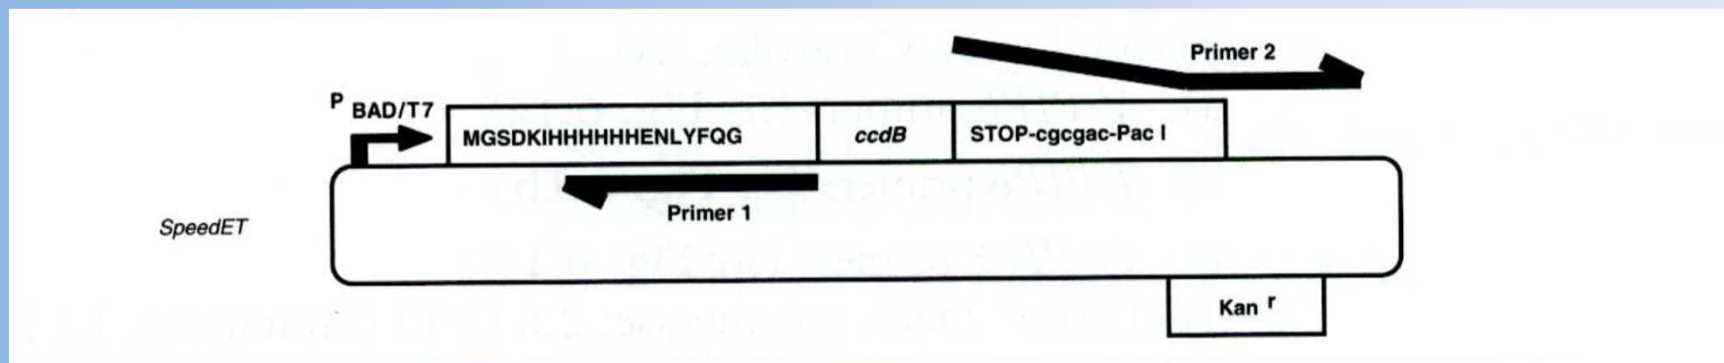 Primer 2
P BAD/T7
MGSDKIHHHHHHENLYFQG
ccdB
STOP-cgcgac-Pac I
Primer 1
SpeedET
Kan r